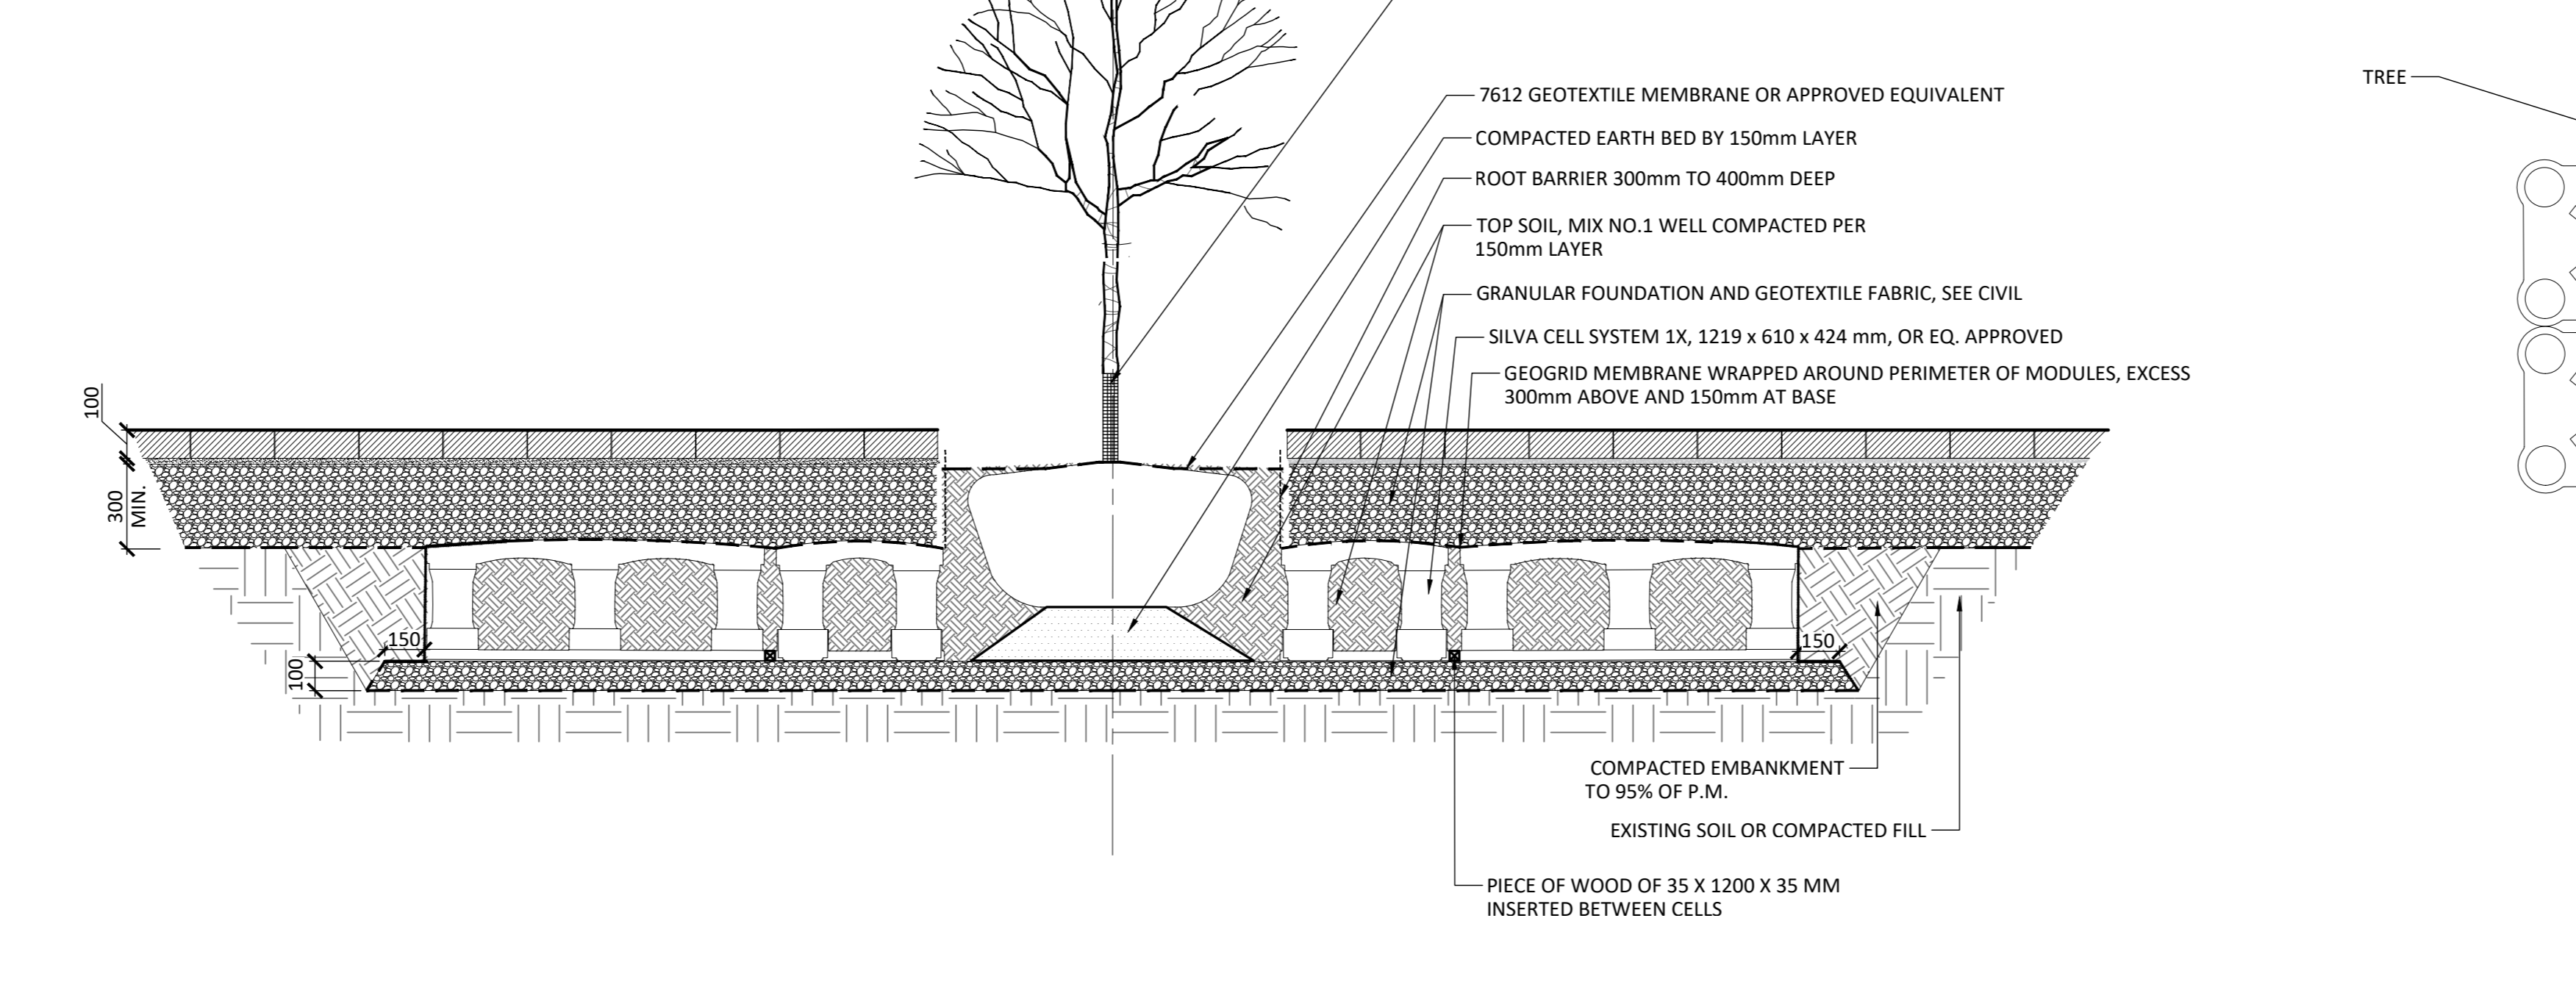 TREE
7612 GEOTEXTILE MEMBRANE OR APPROVED EQUIVALENT
COMPACTED EARTH BED BY 150mm LAYER
ROOT BARRIER 300mm TO 400mm DEEP
TOP SOIL, MIX NO.1 WELL COMPACTED PER
150mm LAYER
GRANULAR FOUNDATION AND GEOTEXTILE FABRIC, SEE CIVIL
SILVA CELL SYSTEM 1X, 1219 x 610 x 424 mm, OR EQ. APPROVED
GEOGRID MEMBRANE WRAPPED AROUND PERIMETER OF MODULES, EXCESS
300mm ABOVE AND 150mm AT BASE
100
300
MIN.
150
150
100
COMPACTED EMBANKMENT
TO 95% OF P.M.
EXISTING SOIL OR COMPACTED FILL
PIECE OF WOOD OF 35 X 1200 X 35 MM
INSERTED BETWEEN CELLS